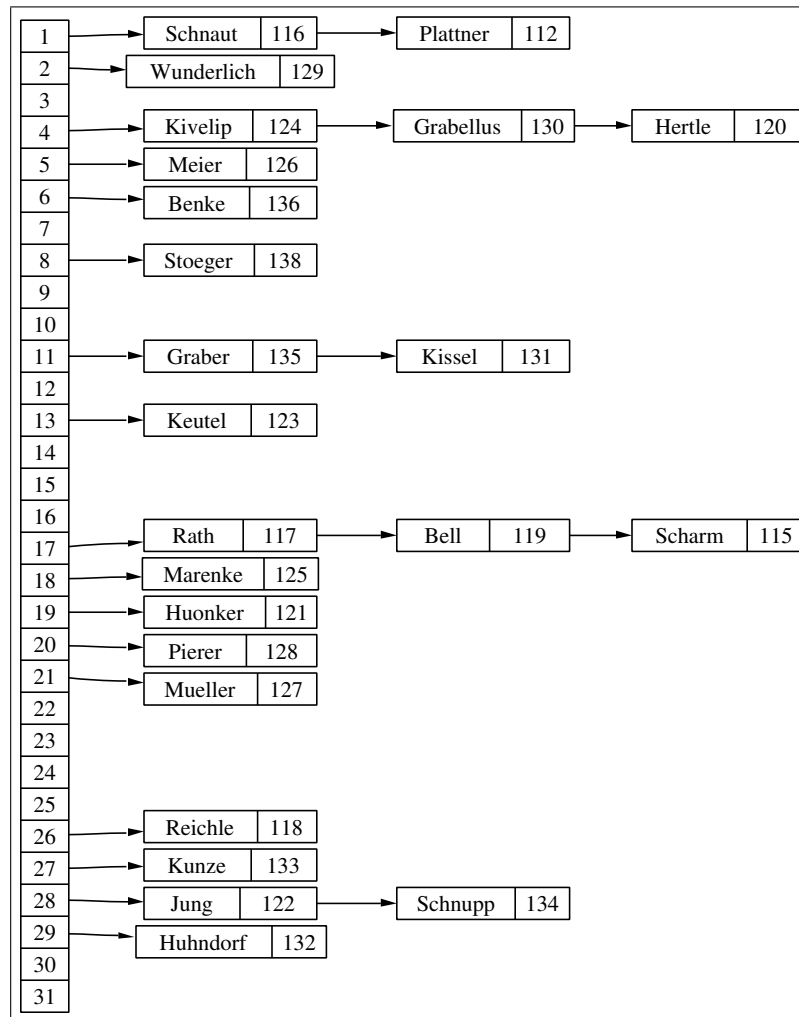 1 Schnaut 116 Plattner 112
2 Wunderlich 129
3
4 Kivelip 124 Grabellus 130 Hertle 120
5 Meier 126
6 Benke 136
7
8 Stoeger 138
9
10
11 Graber 135 Kissel 131
12
13 Keutel 123
14
15
16
17 Rath 117 Bell 119 Scharm 115
18 Marenke 125
19 Huonker 121
20 Pierer 128
21 Mueller 127
22
23
24
25
26 Reichle 118
27 Kunze 133
28 Jung 122 Schnupp 134
29 Huhndorf 132
30
31